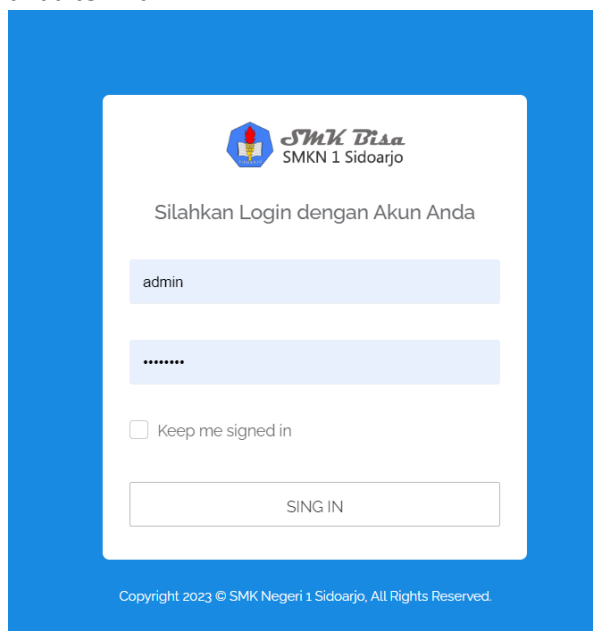 SMK Bisa
SMKN 1 Sidoarjo
Silahkan Login dengan Akun Anda
admin
••••••••
Keep me signed in
SING IN
Copyright 2023 © SMK Negeri 1 Sidoarjo, All Rights Reserved.